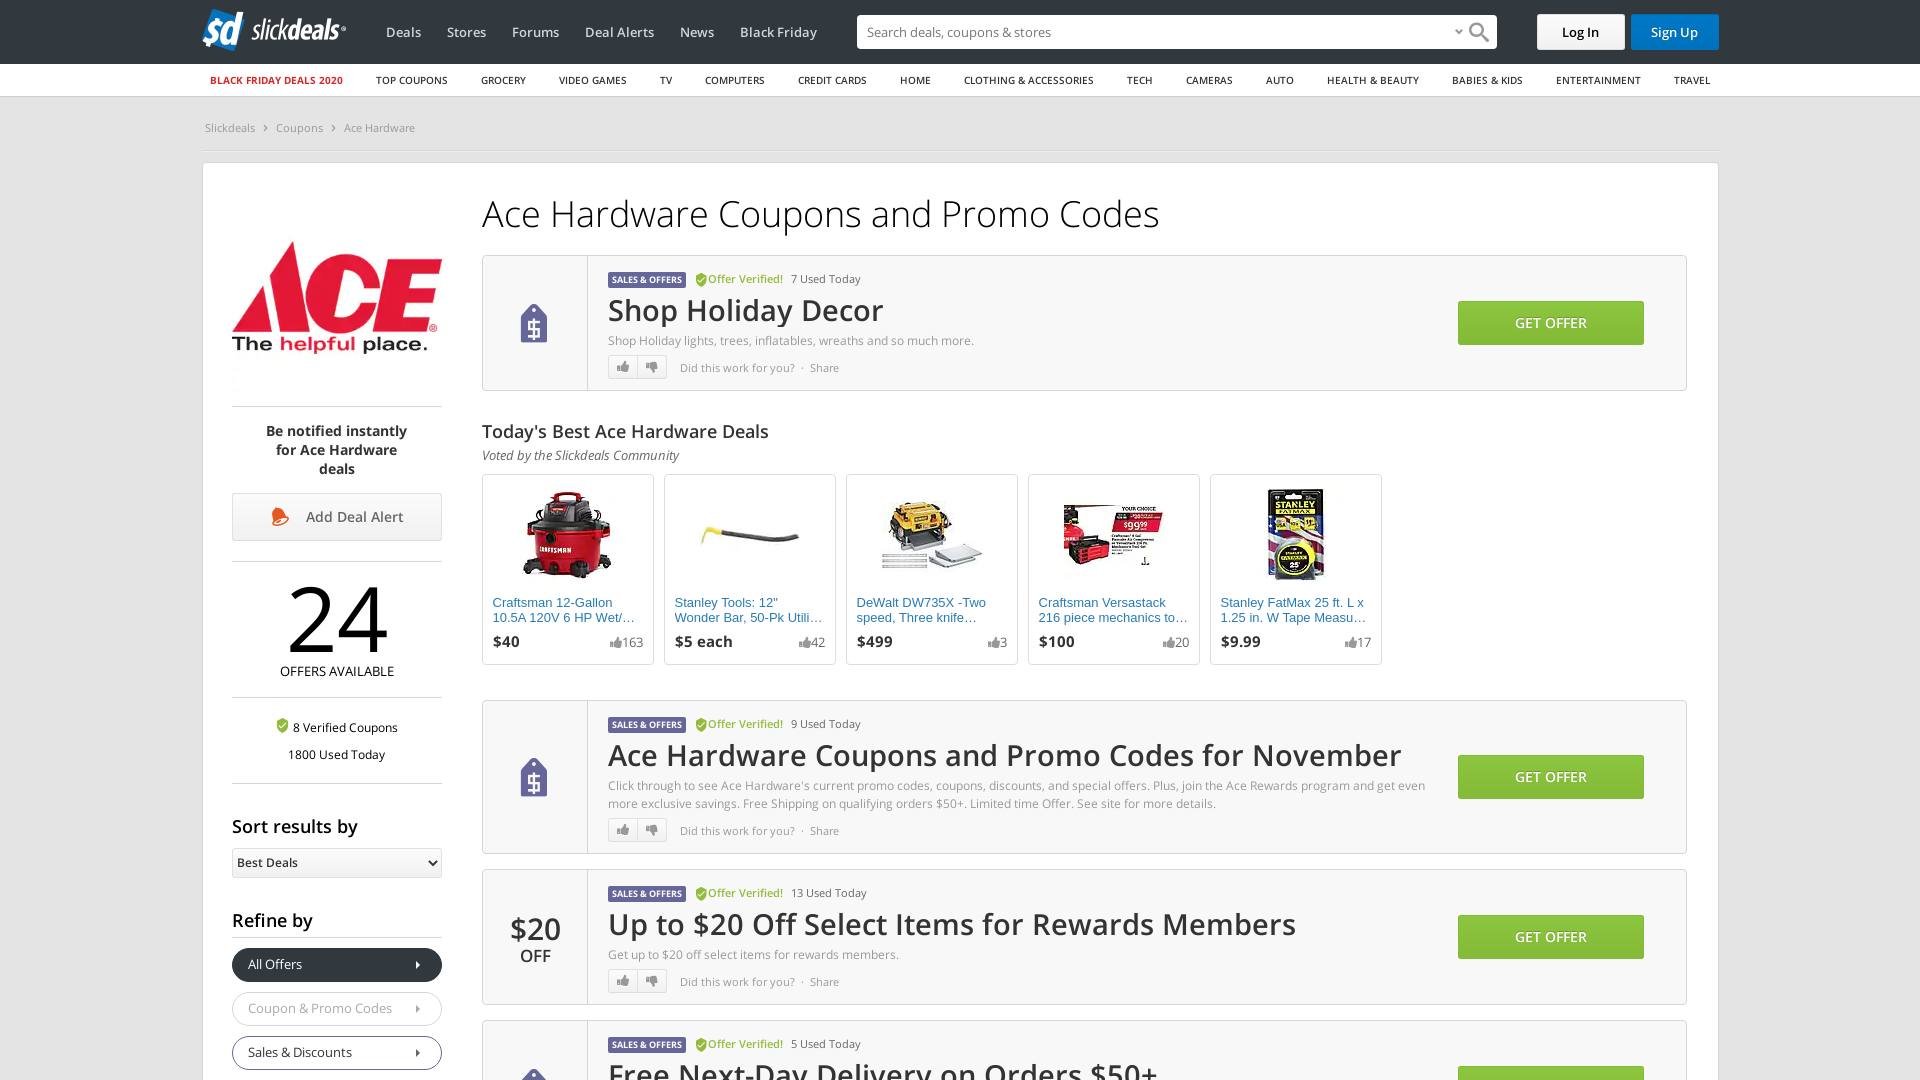 sd slickdeals
Deals
Stores
Forums
Deal Alerts
News
Black Friday
Search deals, coupons & stores
Log In
Sign Up
BLACK FRIDAY DEALS 2020
TOP COUPONS
GROCERY
VIDEO GAMES
TV
COMPUTERS
CREDIT CARDS
HOME
CLOTHING & ACCESSORIES
TECH
CAMERAS
AUTO
HEALTH & BEAUTY
BABIES & KIDS
ENTERTAINMENT
TRAVEL
Slickdeals
Coupons
Ace Hardware
ACE®
The helpful place.
Be notified instantly
for Ace Hardware
deals
Add Deal Alert
24
OFFERS AVAILABLE
8 Verified Coupons
1800 Used Today
Sort results by
Best Deals
Refine by
All Offers
Coupon & Promo Codes
Sales & Discounts
Ace Hardware Coupons and Promo Codes
SALES & OFFERS
Offer Verified!
7 Used Today
Shop Holiday Decor
Shop Holiday lights, trees, inflatables, wreaths and so much more.
Did this work for you? · Share
GET OFFER
Today's Best Ace Hardware Deals
Voted by the Slickdeals Community
CRAFTSMAN
Craftsman 12-Gallon
10.5A 120V 6 HP Wet/…
$40
163
Stanley Tools: 12"
Wonder Bar, 50-Pk Utili…
$5 each
42
DeWalt DW735X -Two
speed, Three knife…
$499
3
YOUR CHOICE
$99.99
Craftsman Versastack
216 piece mechanics to…
$100
20
STANLEY
FATMAX
25'
Stanley FatMax 25 ft. L x
1.25 in. W Tape Measu…
$9.99
17
SALES & OFFERS
Offer Verified!
9 Used Today
Ace Hardware Coupons and Promo Codes for November
Click through to see Ace Hardware's current promo codes, coupons, discounts, and special offers. Plus, join the Ace Rewards program and get even
more exclusive savings. Free Shipping on qualifying orders $50+. Limited time Offer. See site for more details.
Did this work for you? · Share
GET OFFER
$20
OFF
SALES & OFFERS
Offer Verified!
13 Used Today
Up to $20 Off Select Items for Rewards Members
Get up to $20 off select items for rewards members.
Did this work for you? · Share
GET OFFER
SALES & OFFERS
Offer Verified!
5 Used Today
Free Next-Day Delivery on Orders $50+